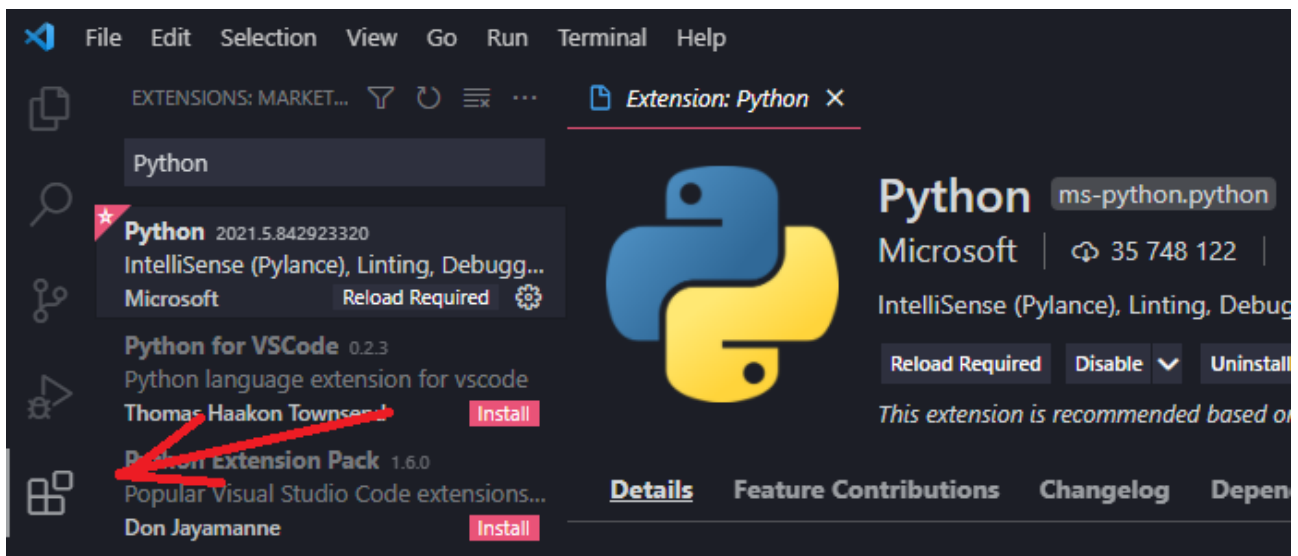 File Edit Selection View Go Run Terminal Help
EXTENSIONS: MARKET...
Extension: Python
Python
Python 2021.5.842923320
IntelliSense (Pylance), Linting, Debugg...
Microsoft Reload Required
Python for VSCode 0.2.3
Python language extension for vscode
Thomas Haakon Townsend Install
Python Extension Pack 1.6.0
Popular Visual Studio Code extensions...
Don Jayamanne Install
Python ms-python.python
Microsoft 35 748 122
IntelliSense (Pylance), Linting, Debug
Reload Required Disable Uninstall
This extension is recommended based o
Details Feature Contributions Changelog Depen